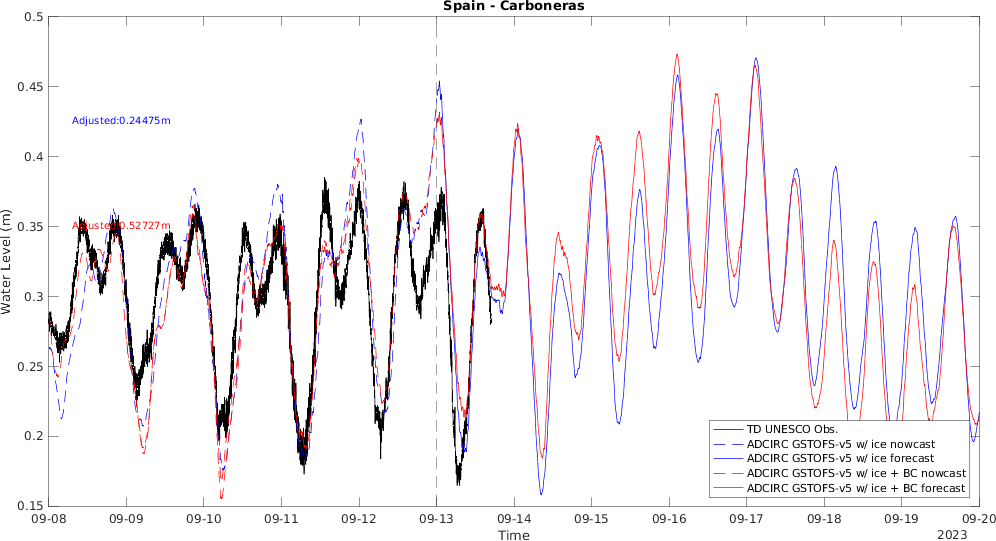 Spain - Carboneras
0.5
0.45
0.4
0.35
0.3
0.25
0.2
0.15
Water Level (m)
Adjusted:0.24475m
Adjusted:0.52727m
TD UNESCO Obs.
ADCIRC GSTOFS-v5 w/ ice nowcast
ADCIRC GSTOFS-v5 w/ ice forecast
ADCIRC GSTOFS-v5 w/ ice + BC nowcast
ADCIRC GSTOFS-v5 w/ ice + BC forecast
09-08 09-09 09-10 09-11 09-12 09-13 09-14 09-15 09-16 09-17 09-18 09-19 09-20
Time
2023